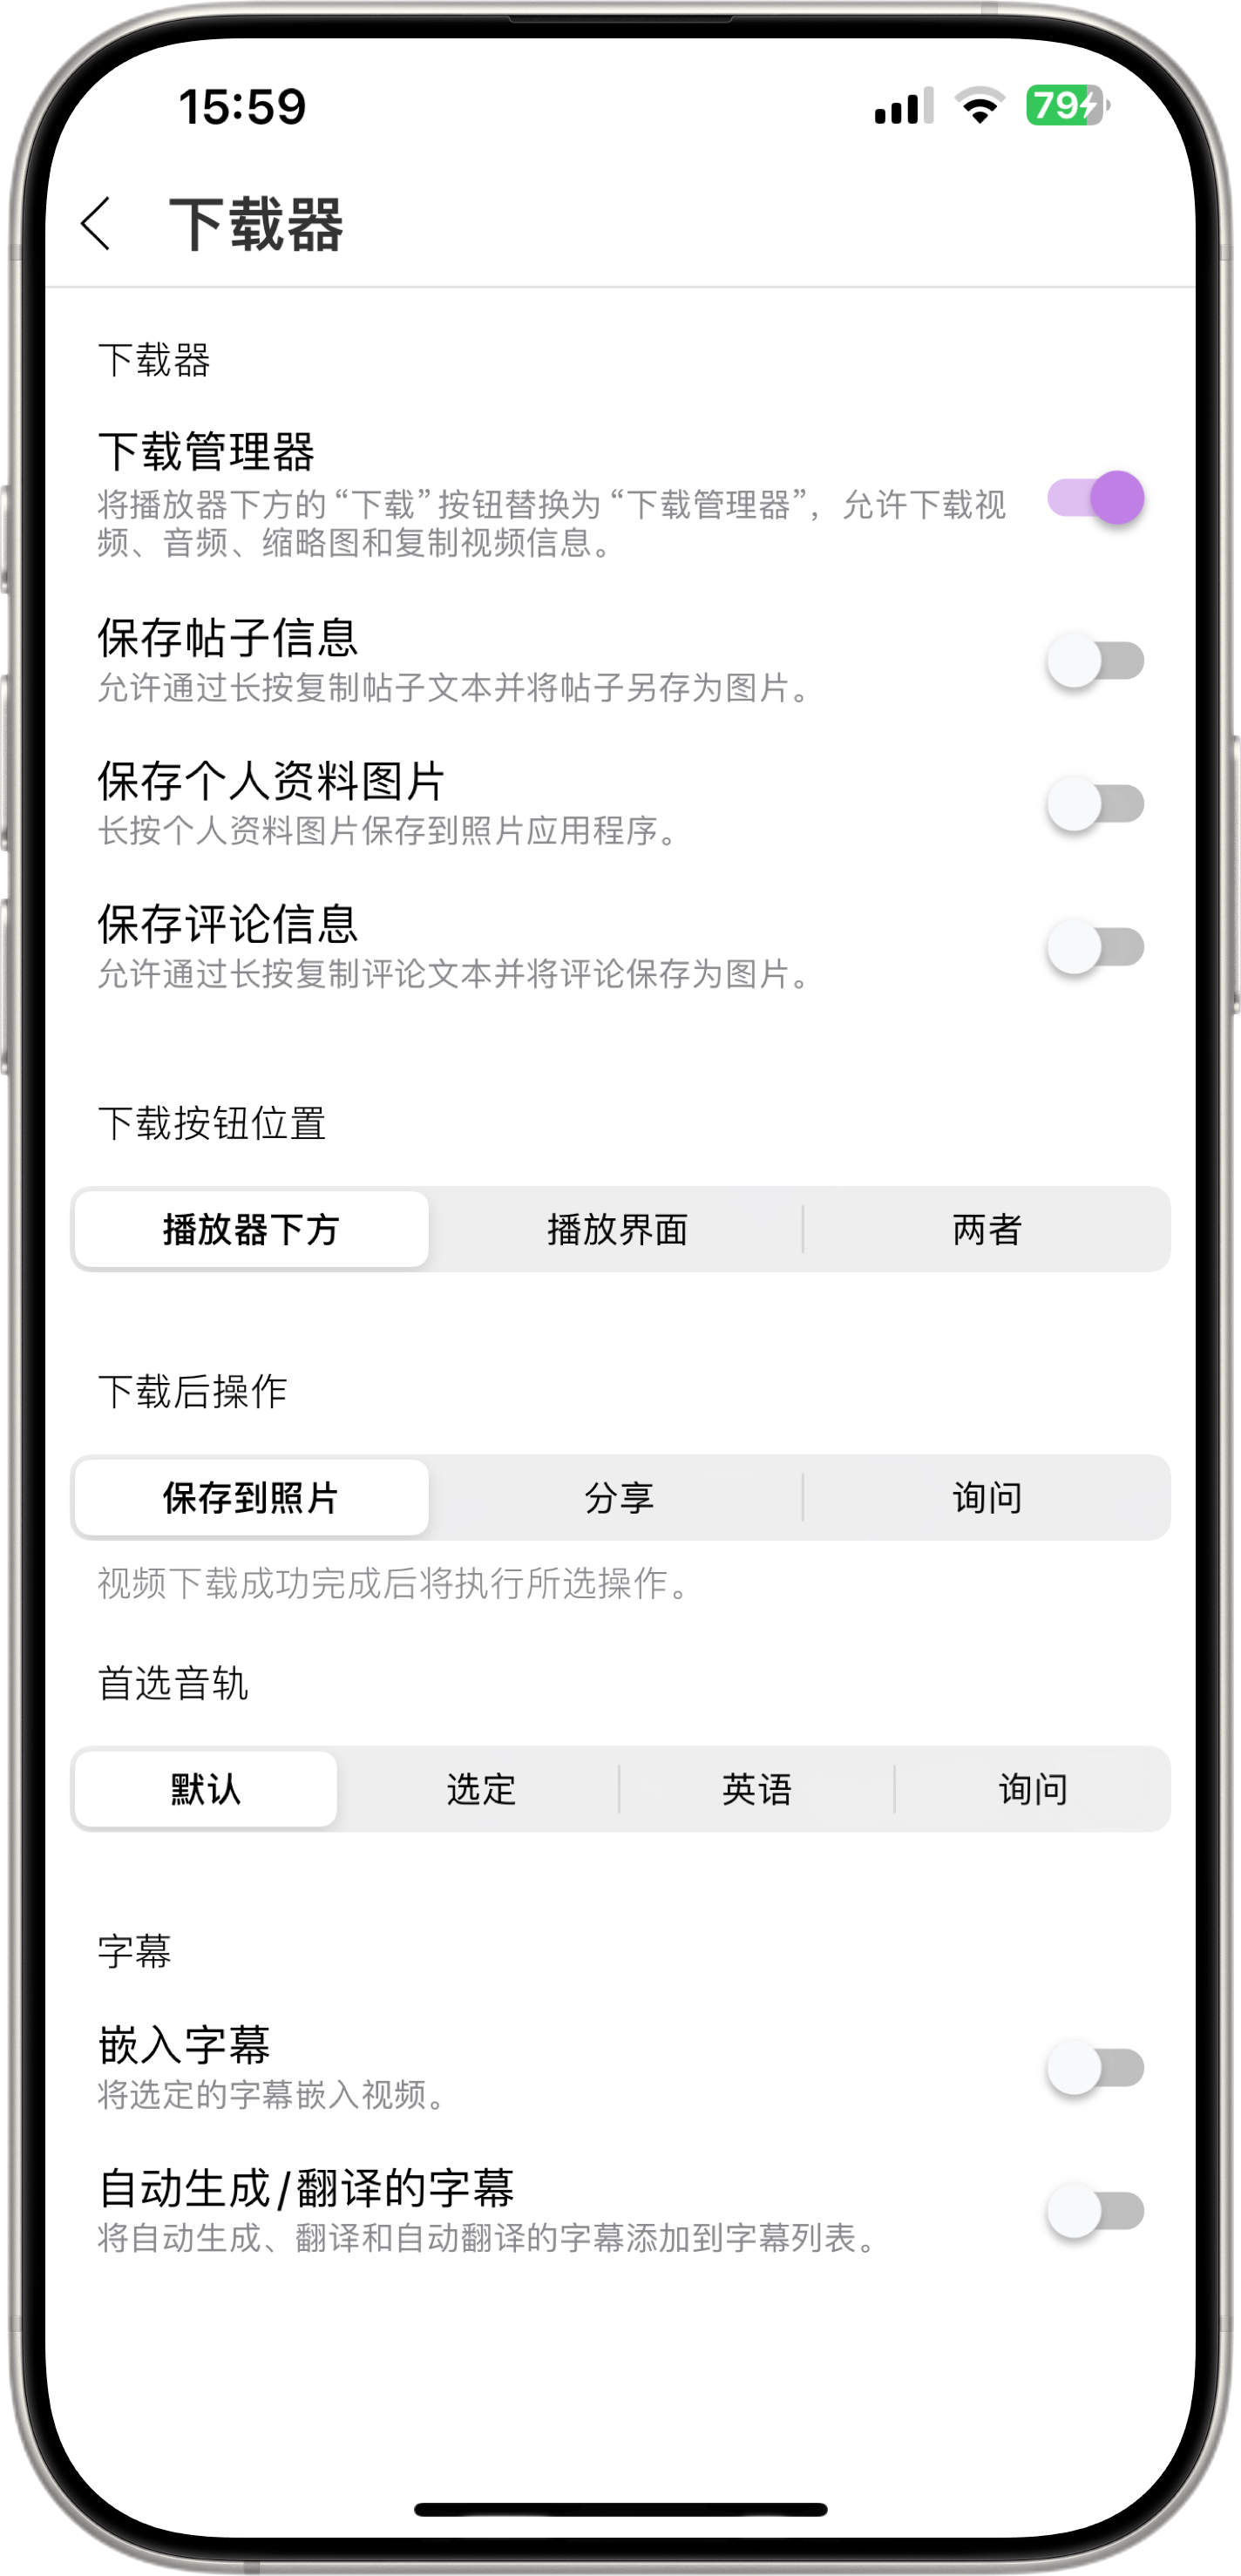 15:59
79
下载器
下载器
下载管理器
将播放器下方的 “下载” 按钮替换为 “下载管理器”，允许下载视
频、音频、缩略图和复制视频信息。
保存帖子信息
允许通过长按复制帖子文本并将帖子另存为图片。
保存个人资料图片
长按个人资料图片保存到照片应用程序。
保存评论信息
允许通过长按复制评论文本并将评论保存为图片。
下载按钮位置
播放器下方 播放界面 两者
下载后操作
保存到照片 分享 询问
视频下载成功完成后将执行所选操作。
首选音轨
默认 选定 英语 询问
字幕
嵌入字幕
将选定的字幕嵌入视频。
自动生成/翻译的字幕
将自动生成、翻译和自动翻译的字幕添加到字幕列表。